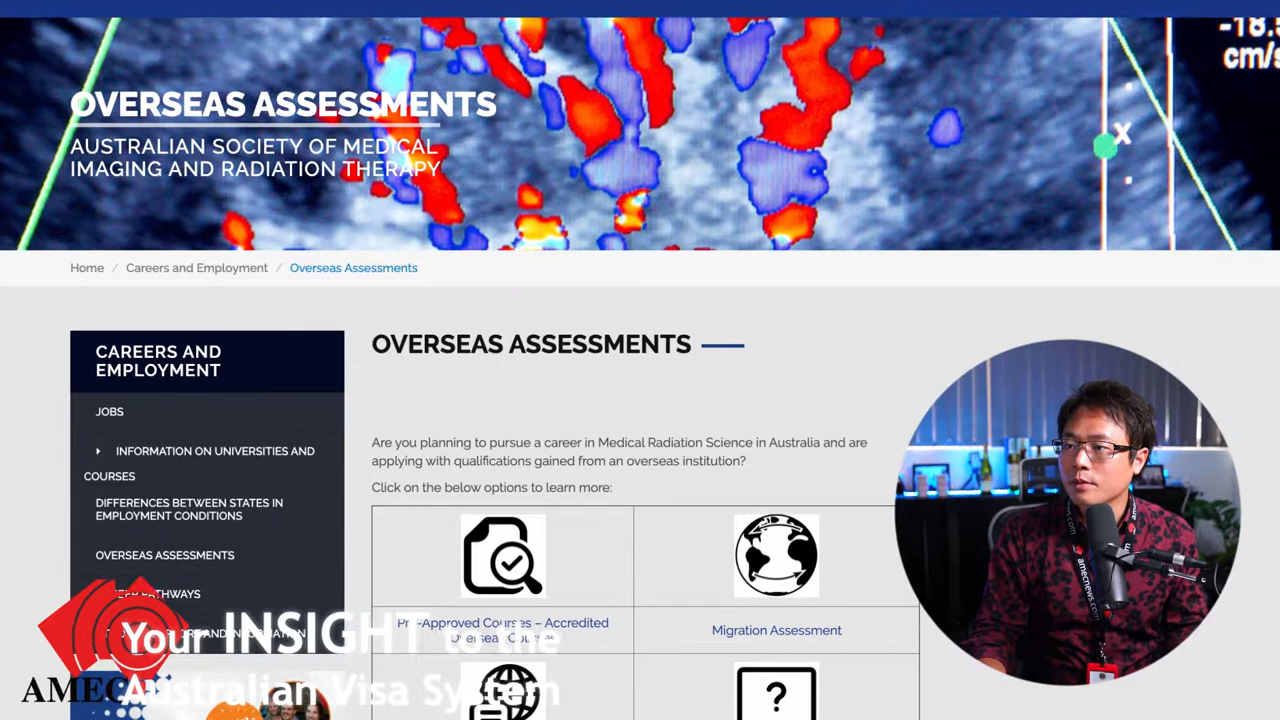 -18.
cm/s
X
OVERSEAS ASSESSMENTS
AUSTRALIAN SOCIETY OF MEDICAL
IMAGING AND RADIATION THERAPY
Home / Careers and Employment / Overseas Assessments
CAREERS AND
EMPLOYMENT
JOBS
INFORMATION ON UNIVERSITIES AND
COURSES
DIFFERENCES BETWEEN STATES IN
EMPLOYMENT CONDITIONS
OVERSEAS ASSESSMENTS
PATHWAYS
OVERSEAS ASSESSMENTS
Are you planning to pursue a career in Medical Radiation Science in Australia and are
applying with qualifications gained from an overseas institution?
Click on the below options to learn more:
Pre-Approved Courses – Accredited
Overseas Courses
Migration Assessment
?
amecnews.com
AMEC
Your INSIGHT to the
Australian Visa System